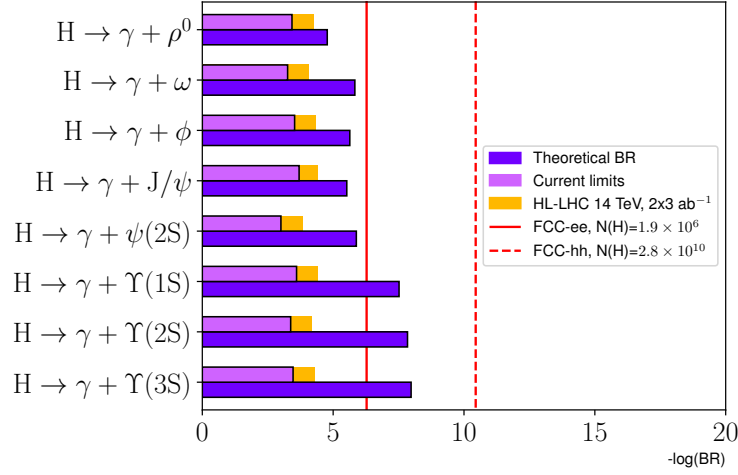 H → γ + ρ⁰
H → γ + ω
H → γ + ϕ
H → γ + J/ψ
H → γ + ψ(2S)
H → γ + Υ(1S)
H → γ + Υ(2S)
H → γ + Υ(3S)
Theoretical BR
Current limits
HL-LHC 14 TeV, 2x3 ab⁻¹
FCC-ee, N(H)=1.9 × 10⁶
FCC-hh, N(H)=2.8 × 10¹⁰
0 5 10 15 20
-log(BR)